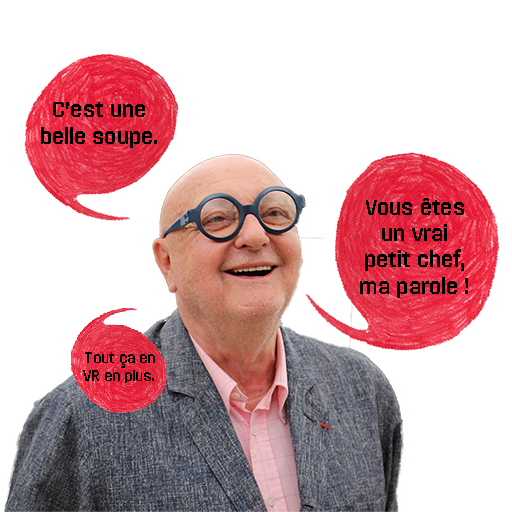 C'est une
belle soupe.
Vous êtes
un vrai
petit chef,
ma parole !
Tout ça en
VR en plus.